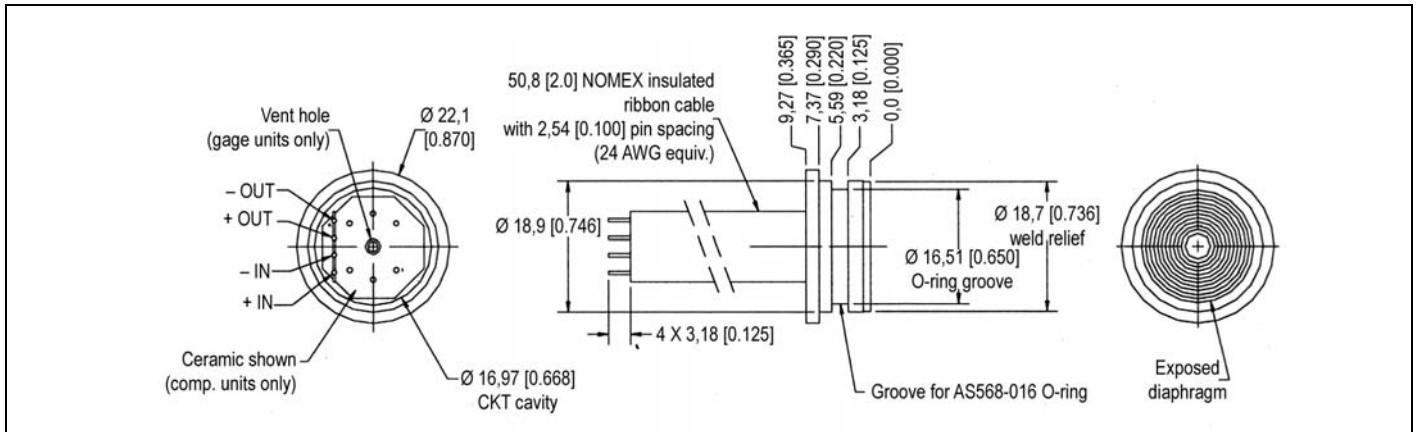 Vent hole
(gage units only)
Ø 22,1
[0.870]
– OUT
+ OUT
– IN
+ IN
Ceramic shown
(comp. units only)
Ø 16,97 [0.668]
CKT cavity
50,8 [2.0] NOMEX insulated
ribbon cable
with 2,54 [0.100] pin spacing
(24 AWG equiv.)
9,27 [0.365]
7,37 [0.290]
5,59 [0.220]
3,18 [0.125]
0,0 [0.000]
Ø 18,9 [0.746]
4 X 3,18 [0.125]
Ø 18,7 [0.736]
weld relief
Ø 16,51 [0.650]
O-ring groove
Groove for AS568-016 O-ring
Exposed
diaphragm